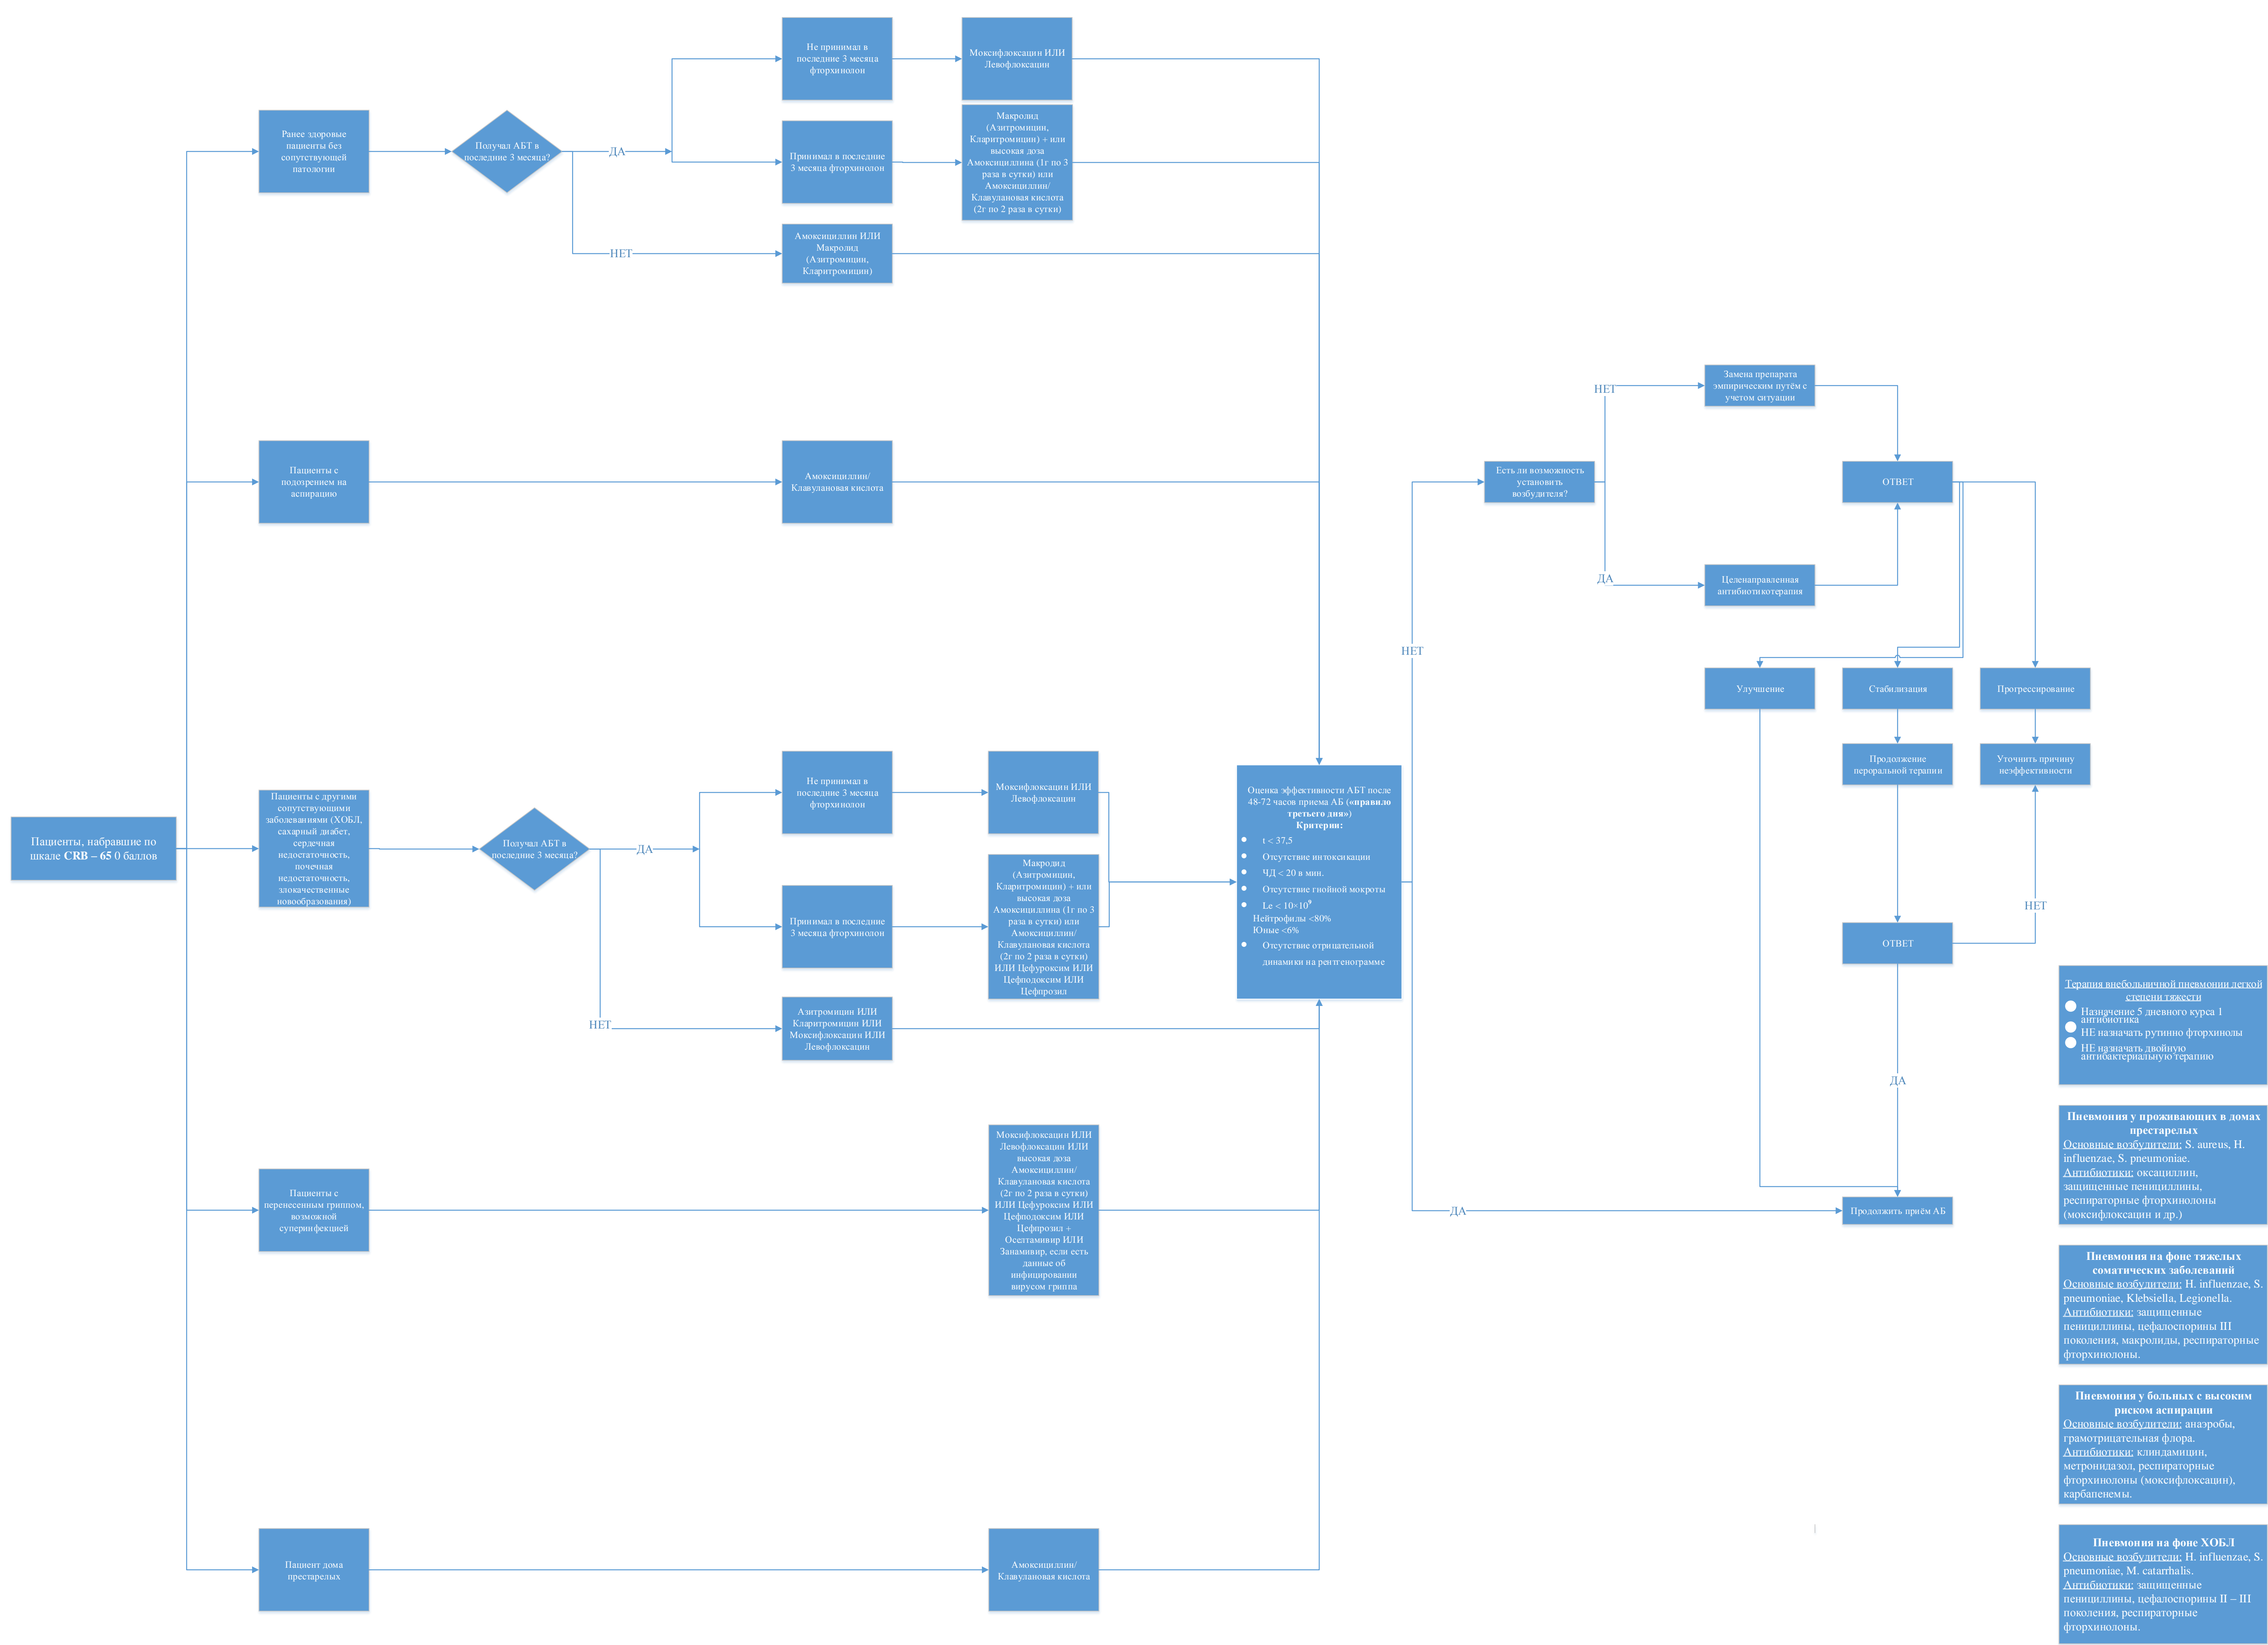 Пациенты, набравшие по
шкале CRB – 65 0 баллов
Ранее здоровые
пациенты без
сопутствующей
патологии
Получал АБТ в
последние 3 месяца?
ДА
НЕТ
Не принимал в
последние 3 месяца
фторхинолон
Моксифлоксацин ИЛИ
Левофлоксацин
Принимал в последние
3 месяца фторхинолон
Макролид
(Азитромицин,
Кларитромицин) + или
высокая доза
Амоксициллина (1г по 3
раза в сутки) или
Амоксициллин/
Клавулановая кислота
(2г по 2 раза в сутки)
Амоксициллин ИЛИ
Макролид
(Азитромицин,
Кларитромицин)
Пациенты с
подозрением на
аспирацию
Амоксициллин/
Клавулановая кислота
Пациенты с другими
сопутствующими
заболеваниями (ХОБЛ,
сахарный диабет,
сердечная
недостаточность,
почечная
недостаточность,
злокачественные
новообразования)
Получал АБТ в
последние 3 месяца?
ДА
НЕТ
Не принимал в
последние 3 месяца
фторхинолон
Моксифлоксацин ИЛИ
Левофлоксацин
Принимал в последние
3 месяца фторхинолон
Макродид
(Азитромицин,
Кларитромицин) + или
высокая доза
Амоксициллина (1г по 3
раза в сутки) или
Амоксициллин/
Клавулановая кислота
(2г по 2 раза в сутки)
ИЛИ Цефуроксим ИЛИ
Цефподоксим ИЛИ
Цефпрозил
Азитромицин ИЛИ
Кларитромицин ИЛИ
Моксифлоксацин ИЛИ
Левофлоксацин
Пациенты с
перенесенным гриппом,
возможной
суперинфекцией
Моксифлоксацин ИЛИ
Левофлоксацин ИЛИ
высокая доза
Амоксициллин/
Клавулановая кислота
(2г по 2 раза в сутки)
ИЛИ Цефуроксим ИЛИ
Цефподоксим ИЛИ
Цефпрозил +
Оселтамивир ИЛИ
Занамивир, если есть
данные об
инфицировании
вирусом гриппа
Пациент дома
престарелых
Амоксициллин/
Клавулановая кислота
Оценка эффективности АБТ после
48-72 часов приема АБ («правило
третьего дня»)
Критерии:
● t < 37,5
● Отсутствие интоксикации
● ЧД < 20 в мин.
● Отсутствие гнойной мокроты
● Le < 10×10⁹
Нейтрофилы <80%
Юные <6%
● Отсутствие отрицательной
динамики на рентгенограмме
НЕТ
ДА
Есть ли возможность
установить
возбудителя?
НЕТ
ДА
Замена препарата
эмпирическим путём с
учетом ситуации
Целенаправленная
антибиотикотерапия
ОТВЕТ
Улучшение
Стабилизация
Прогрессирование
Продолжение
пероральной терапии
Уточнить причину
неэффективности
НЕТ
ОТВЕТ
ДА
Продолжить приём АБ
Терапия внебольничной пневмонии легкой
степени тяжести
● Назначение 5 дневного курса 1
антибиотика
● НЕ назначать рутинно фторхинолы
● НЕ назначать двойную
антибактериальную терапию
Пневмония у проживающих в домах
престарелых
Основные возбудители: S. aureus, H.
influenzae, S. pneumoniae.
Антибиотики: оксациллин,
защищенные пенициллины,
респираторные фторхинолоны
(моксифлоксацин и др.)
Пневмония на фоне тяжелых
соматических заболеваний
Основные возбудители: H. influenzae, S.
pneumoniae, Klebsiella, Legionella.
Антибиотики: защищенные
пенициллины, цефалоспорины III
поколения, макролиды, респираторные
фторхинолоны.
Пневмония у больных с высоким
риском аспирации
Основные возбудители: анаэробы,
грамотрицательная флора.
Антибиотики: клиндамицин,
метронидазол, респираторные
фторхинолоны (моксифлоксацин),
карбапенемы.
Пневмония на фоне ХОБЛ
Основные возбудители: H. influenzae, S.
pneumoniae, M. catarrhalis.
Антибиотики: защищенные
пенициллины, цефалоспорины II – III
поколения, респираторные
фторхинолоны.